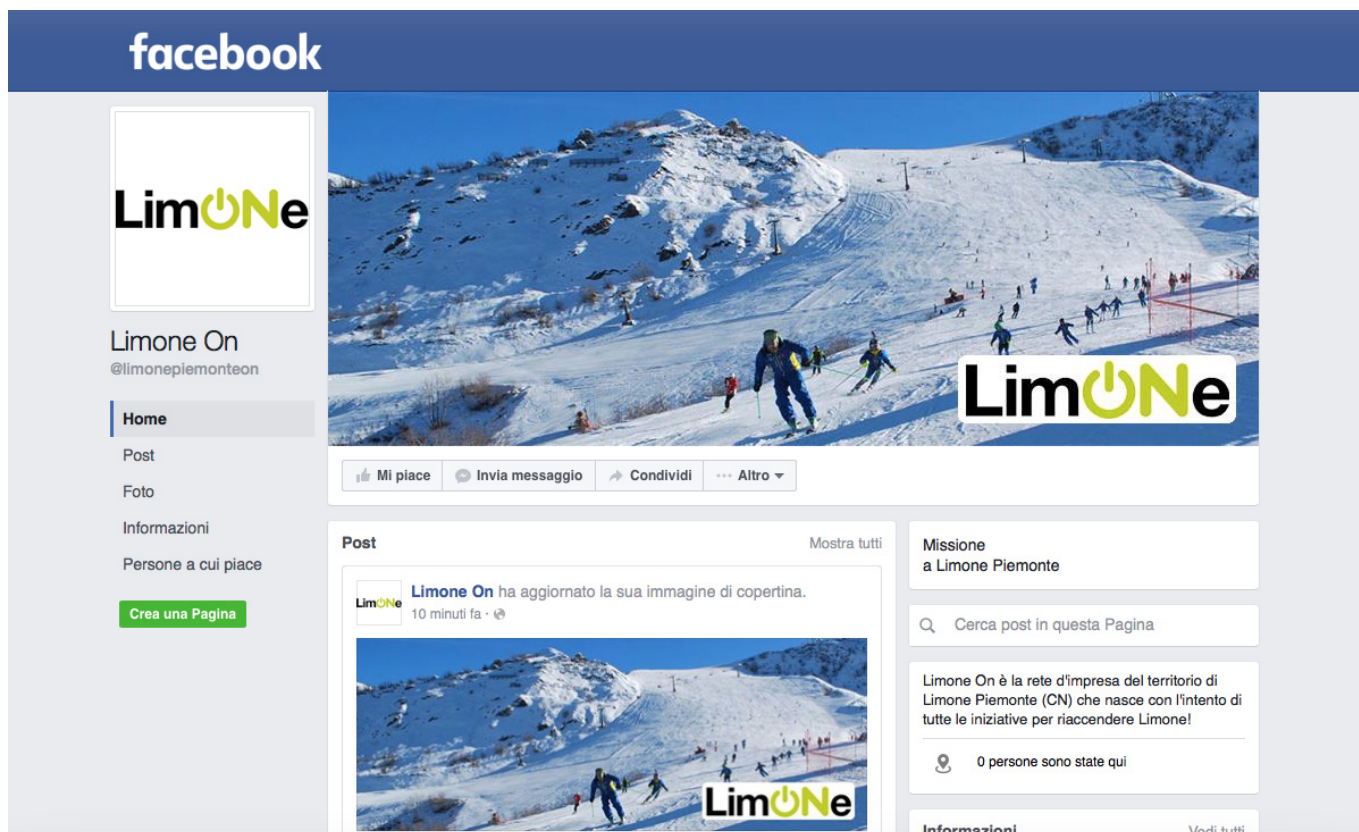 facebook
LimONe
Limone On
@limonepiemonteon
Home
Post
Foto
Informazioni
Persone a cui piace
Crea una Pagina
LimONe
Mi piace
Invia messaggio
Condividi
Altro
Post
Mostra tutti
LimONe
Limone On ha aggiornato la sua immagine di copertina.
10 minuti fa ·
LimONe
Missione
a Limone Piemonte
Cerca post in questa Pagina
Limone On è la rete d'impresa del territorio di
Limone Piemonte (CN) che nasce con l'intento di
tutte le iniziative per riaccendere Limone!
0 persone sono state qui
Informazioni
Vedi tutti